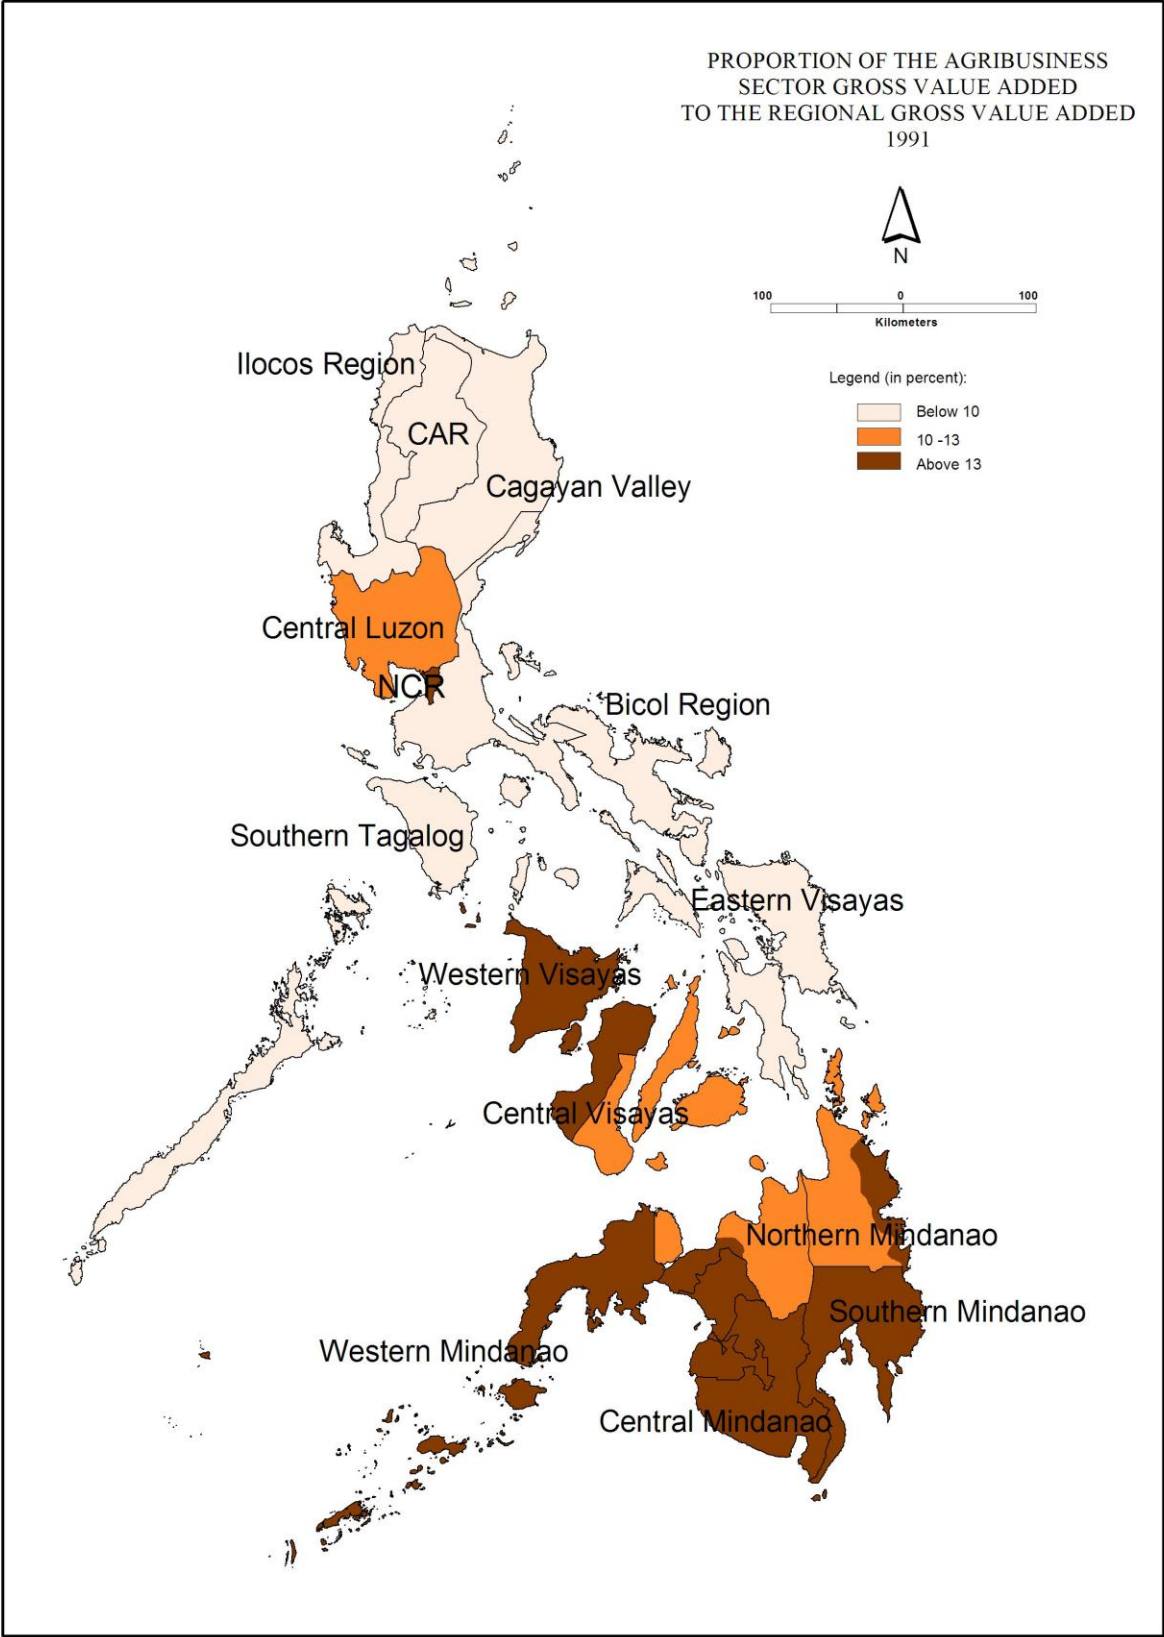 PROPORTION OF THE AGRIBUSINESS
SECTOR GROSS VALUE ADDED
TO THE REGIONAL GROSS VALUE ADDED
1991
N
100 0 100
Kilometers
Legend (in percent):
Below 10
10 -13
Above 13
Ilocos Region
CAR
Cagayan Valley
Central Luzon
NCR
Bicol Region
Southern Tagalog
Eastern Visayas
Western Visayas
Central Visayas
Northern Mindanao
Southern Mindanao
Western Mindanao
Central Mindanao